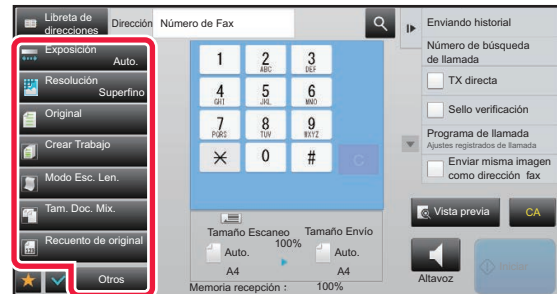 Libreta de
direcciones
Dirección
Número de Fax
Exposición
Auto.
Resolución
Superfino
Original
Crear Trabajo
Modo Esc. Len.
Tam. Doc. Mix.
Recuento de original
Otros
1
2
ABC
3
DEF
4
GHI
5
JKL
6
MNO
7
PQRS
8
TUV
9
WXYZ
0
#
C
Tamaño Escaneo
Tamaño Envío
100%
Auto.
Auto.
A4
A4
Memoria recepción :
100%
Enviando historial
Número de búsqueda
de llamada
TX directa
Sello verificación
Programa de Llamada
Ajustes registrados de llamada
Enviar misma imagen
como dirección fax
Vista previa
CA
Altavoz
Iniciar